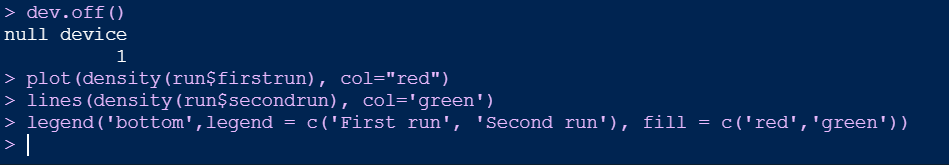 > dev.off()
null device
          1
> plot(density(run$firstrun), col="red")
> lines(density(run$secondrun), col='green')
> legend('bottom',legend = c('First run', 'Second run'), fill = c('red','green'))
>